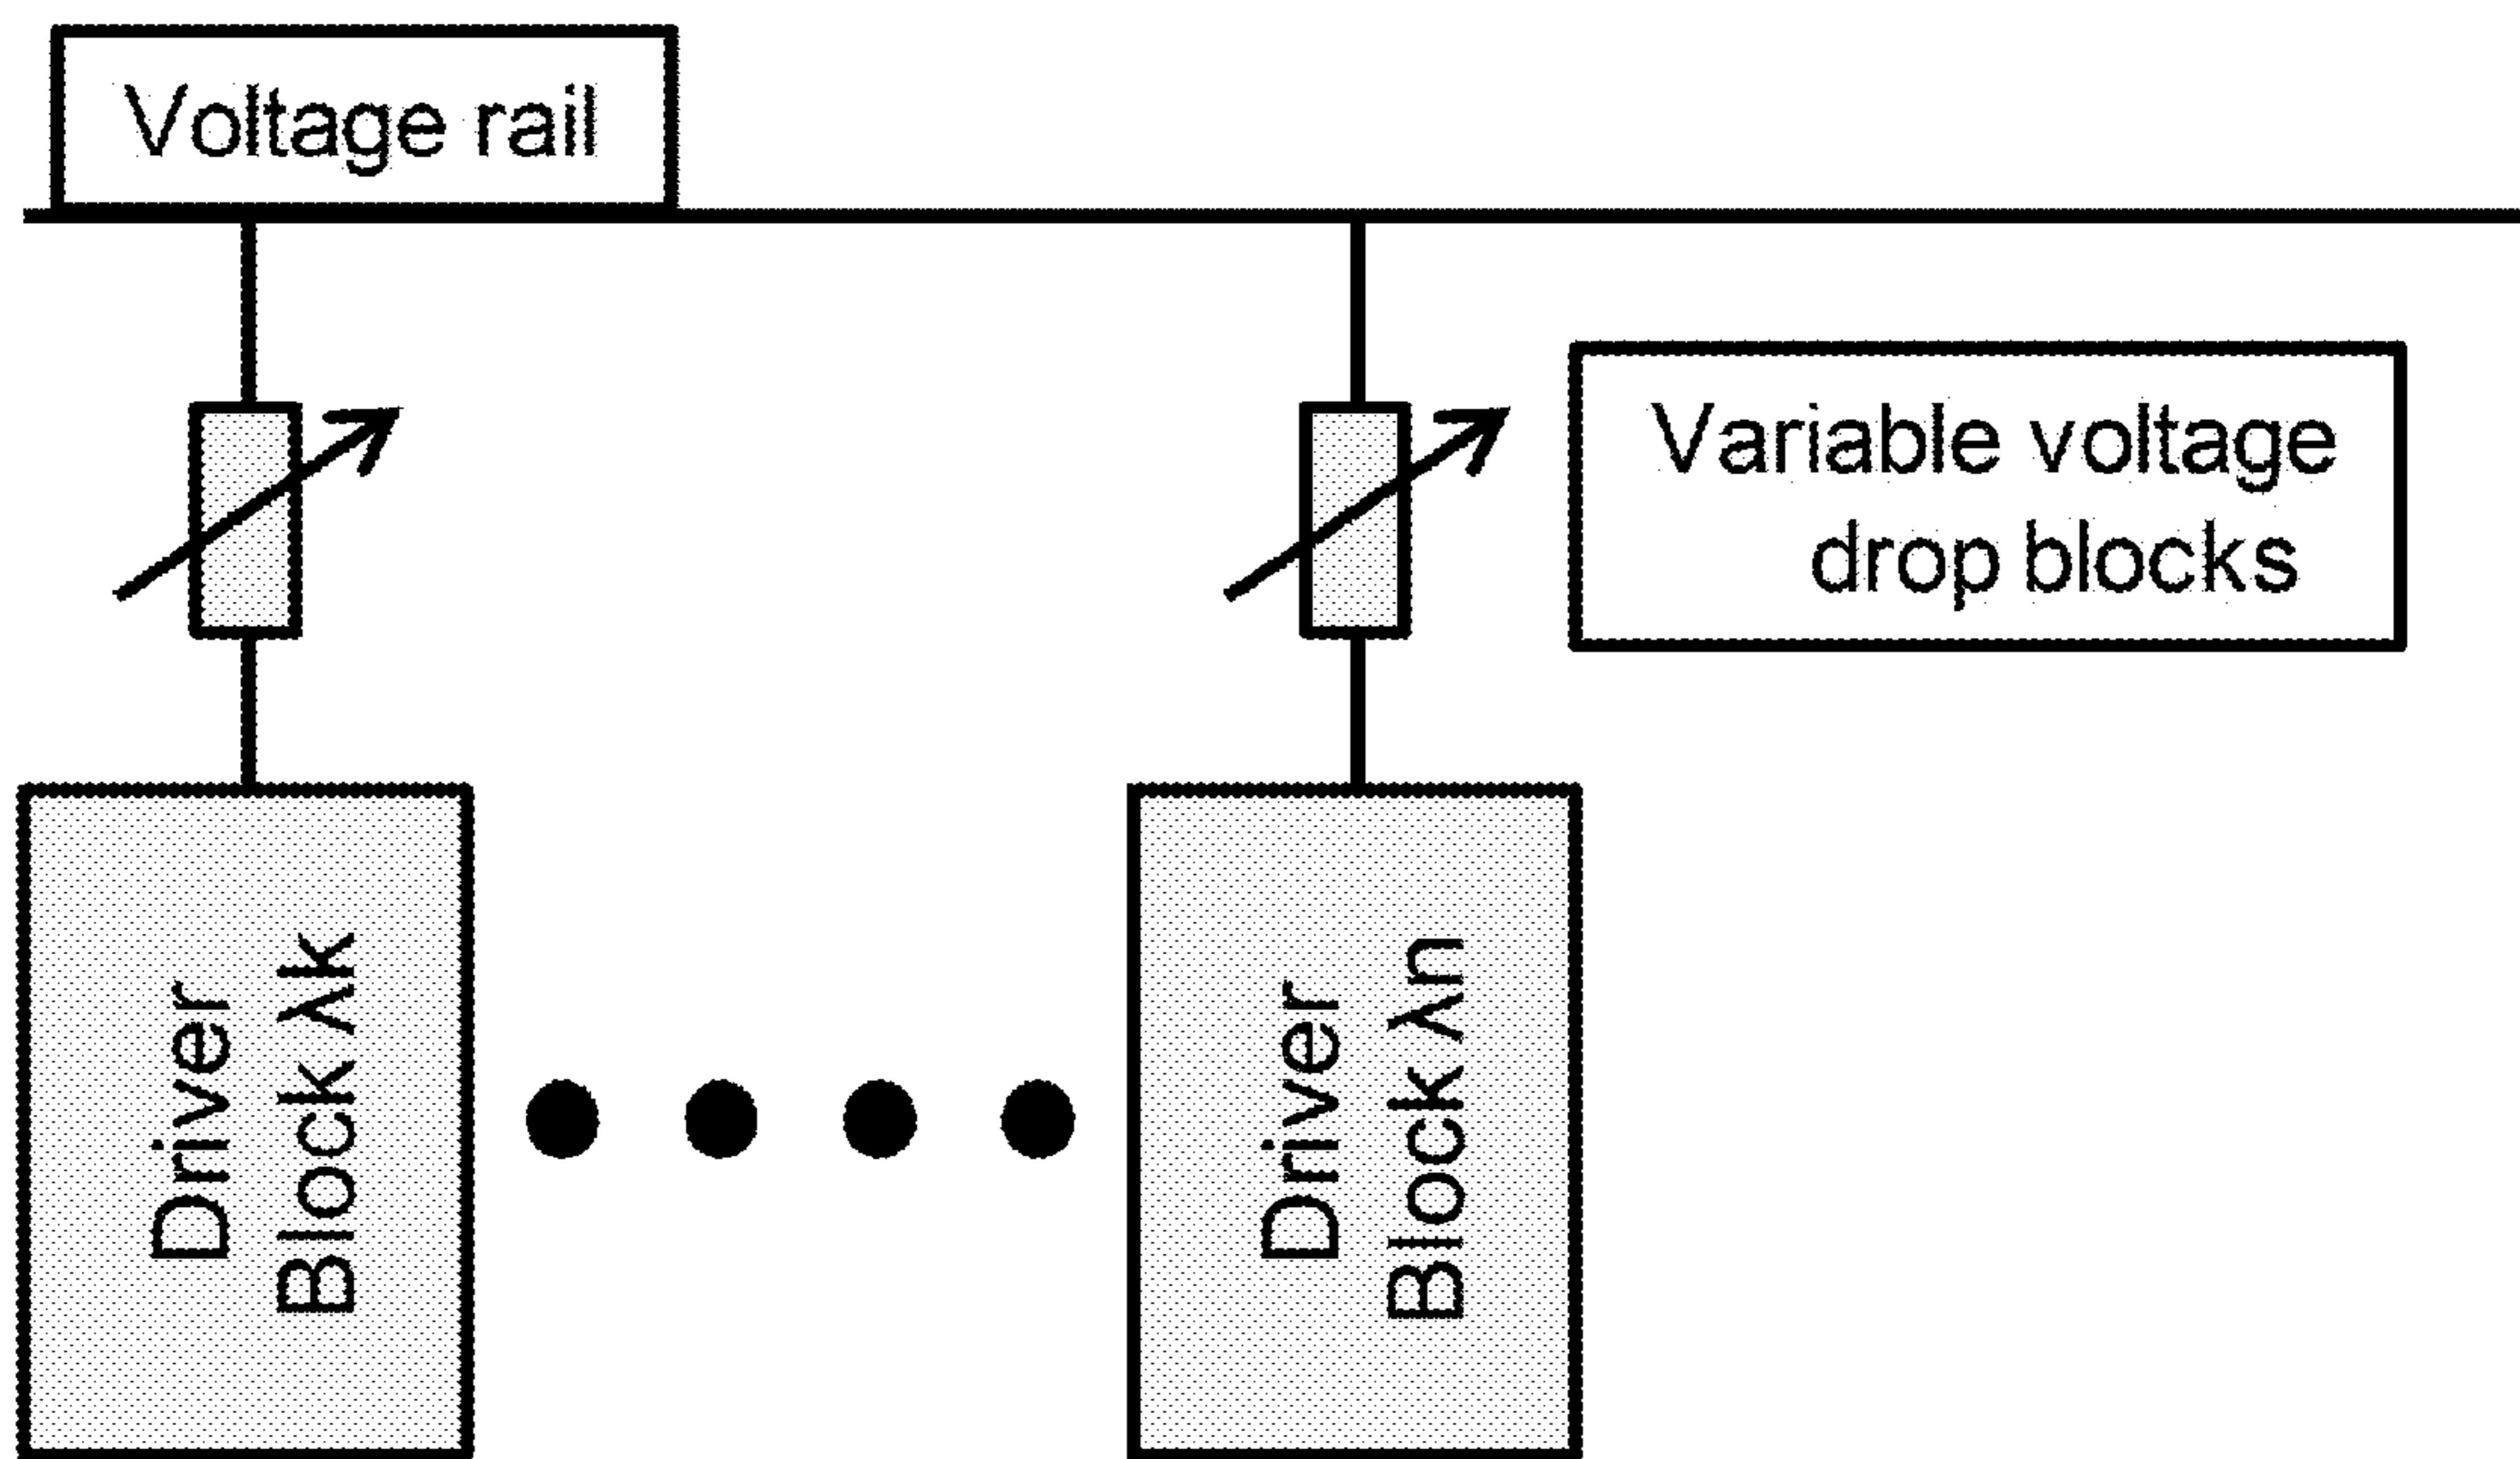 Voltage rail
Variable voltage
drop blocks
Driver
Block λk
Driver
Block λn